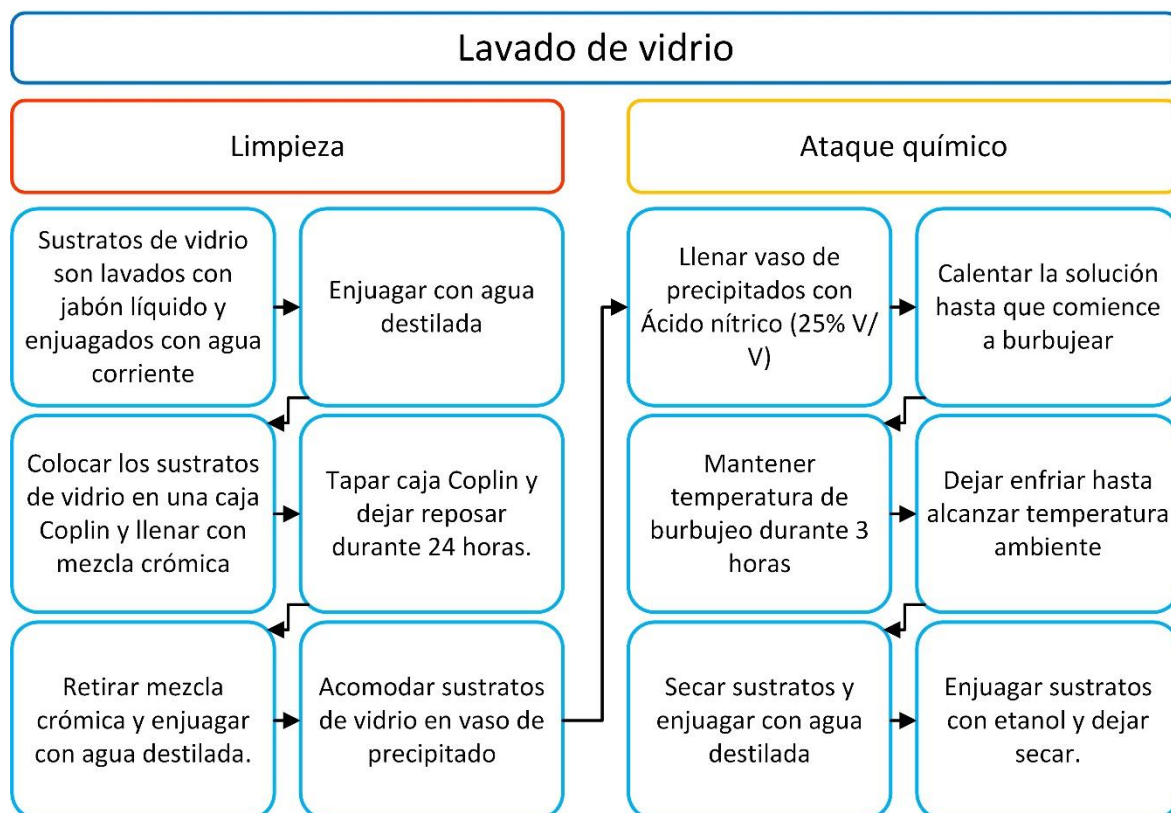 Lavado de vidrio
Limpieza
Sustratos de vidrio
son lavados con
jabón líquido y
enjuagados con agua
corriente
Enjuagar con agua
destilada
Colocar los sustratos
de vidrio en una caja
Coplin y llenar con
mezcla crómica
Tapar caja Coplin y
dejar reposar
durante 24 horas.
Retirar mezcla
crómica y enjuagar
con agua destilada.
Acomodar sustratos
de vidrio en vaso de
precipitado
Ataque químico
Llenar vaso de
precipitados con
Ácido nítrico (25% V/
V)
Calentar la solución
hasta que comience
a burbujear
Mantener
temperatura de
burbujeo durante 3
horas
Dejar enfriar hasta
alcanzar temperatura
ambiente
Secar sustratos y
enjuagar con agua
destilada
Enjuagar sustratos
con etanol y dejar
secar.